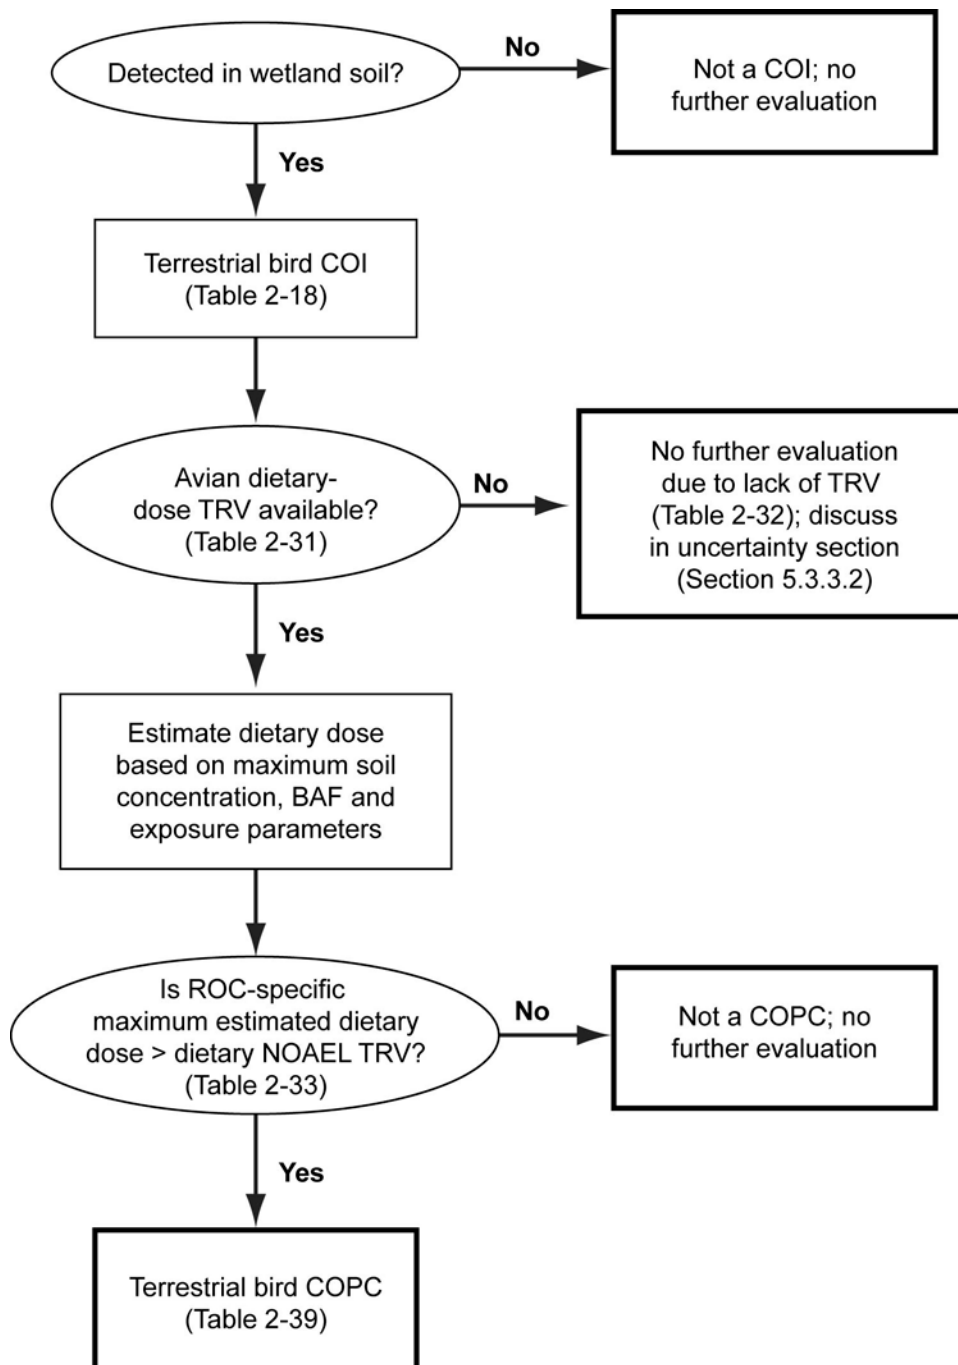 Detected in wetland soil?
No
Not a COI; no
further evaluation
Yes
Terrestrial bird COI
(Table 2-18)
Avian dietary-
dose TRV available?
(Table 2-31)
No
No further evaluation
due to lack of TRV
(Table 2-32); discuss
in uncertainty section
(Section 5.3.3.2)
Yes
Estimate dietary dose
based on maximum soil
concentration, BAF and
exposure parameters
Is ROC-specific
maximum estimated dietary
dose > dietary NOAEL TRV?
(Table 2-33)
No
Not a COPC; no
further evaluation
Yes
Terrestrial bird COPC
(Table 2-39)